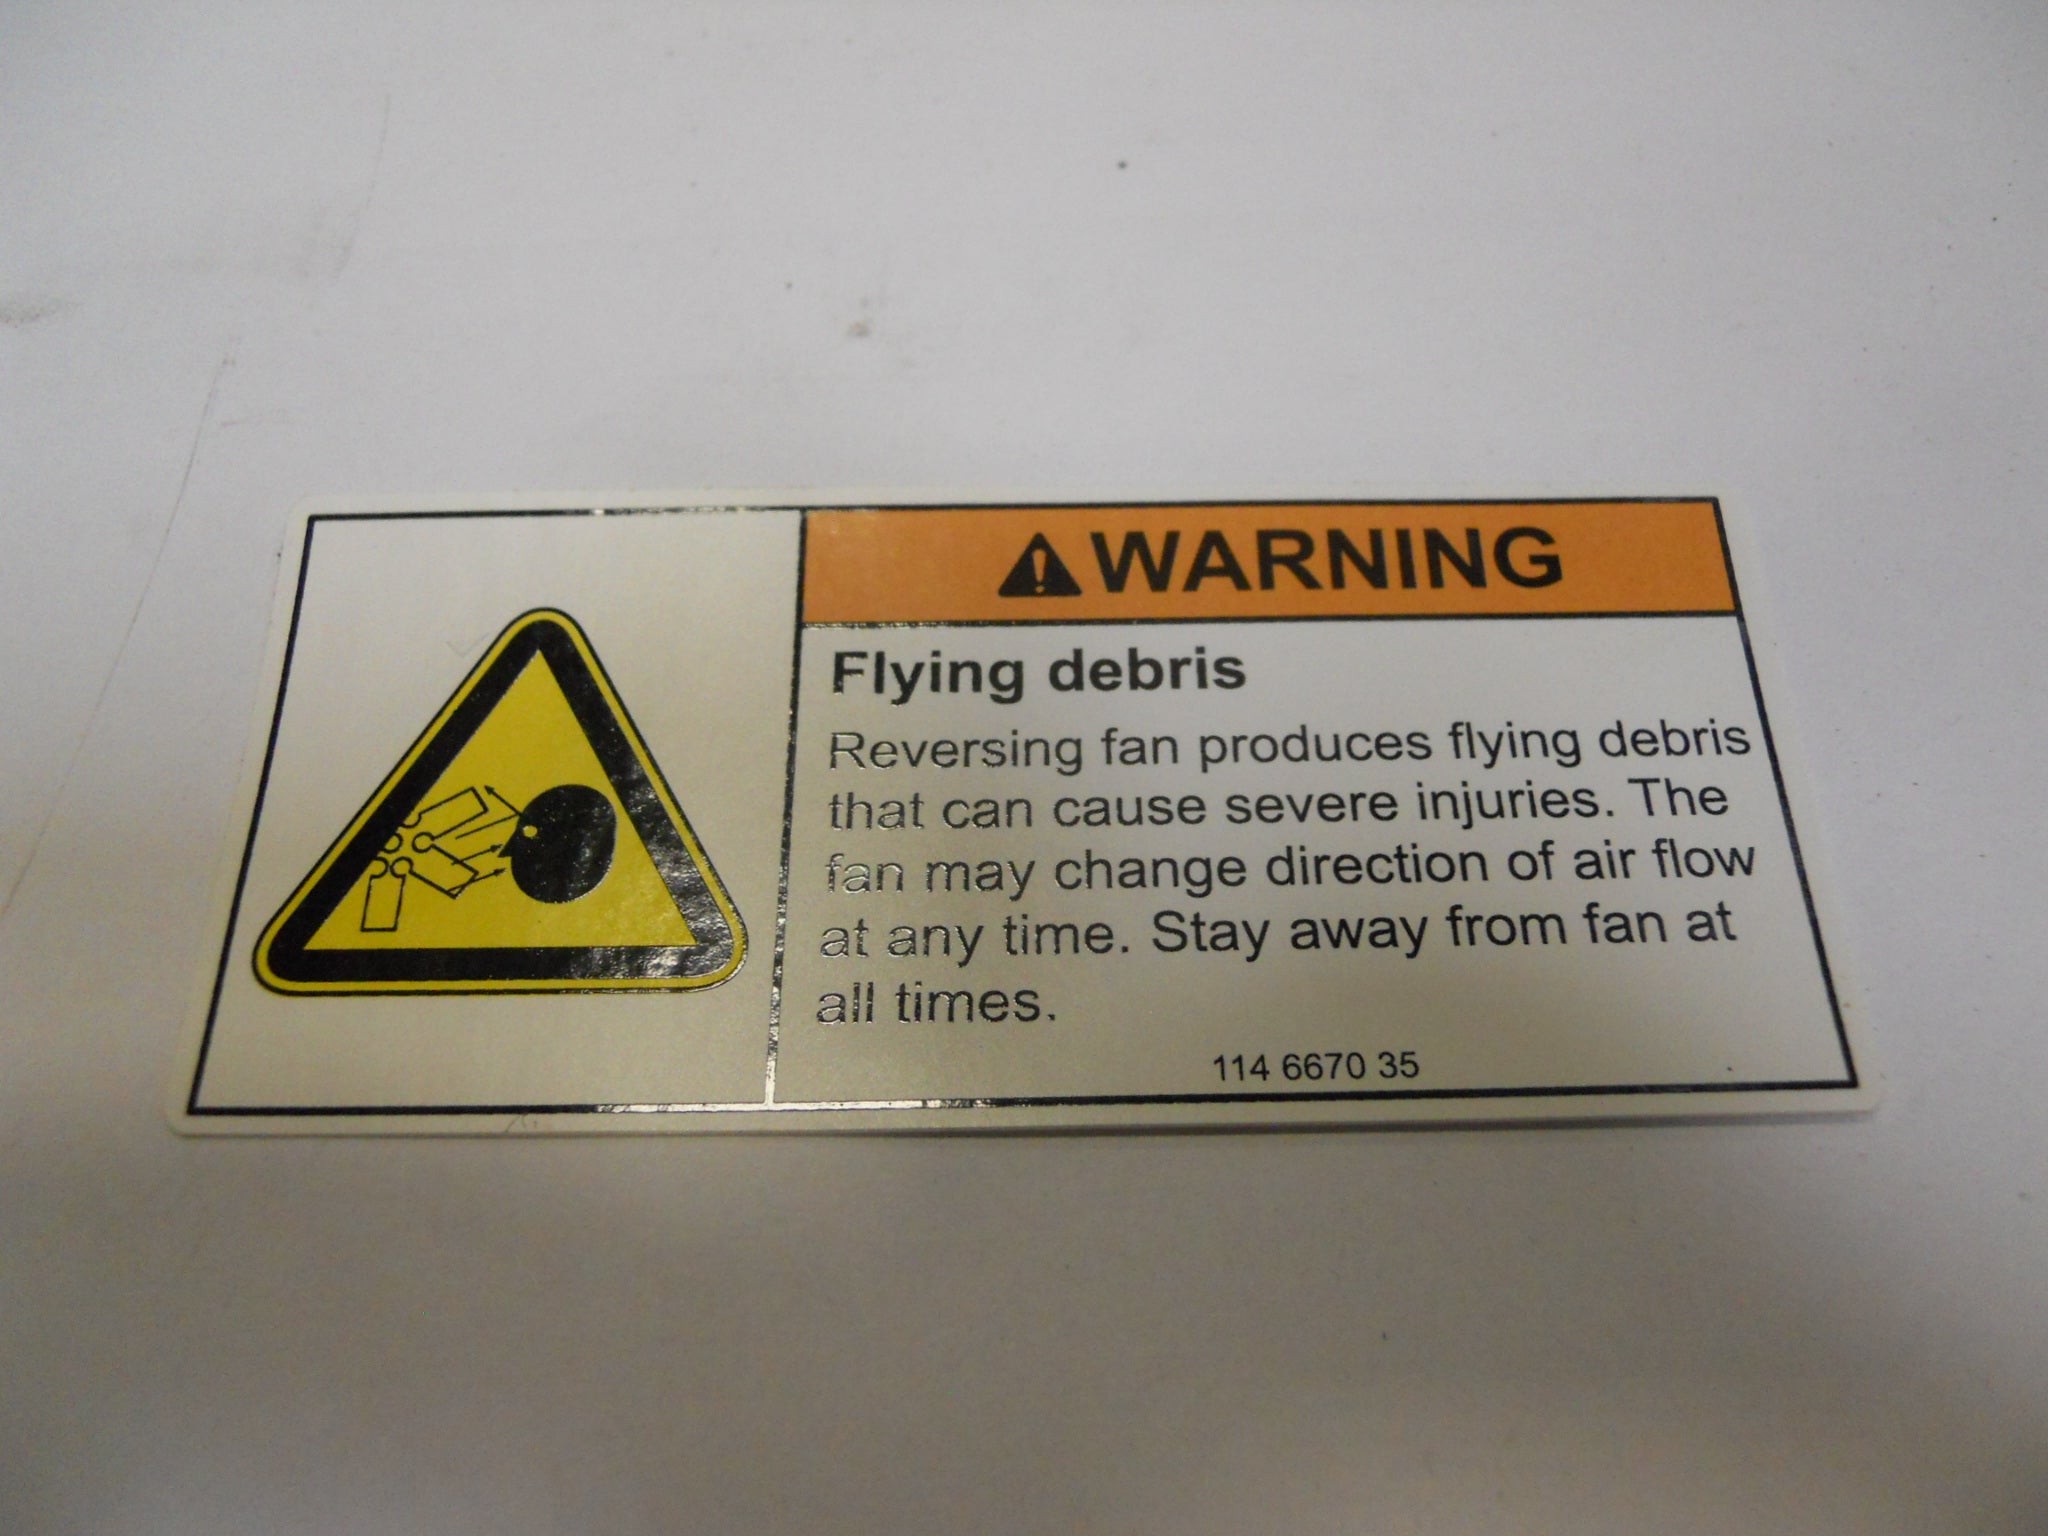 WARNING
Flying debris
Reversing fan produces flying debris
that can cause severe injuries. The
fan may change direction of air flow
at any time. Stay away from fan at
all times.
114 6670 35